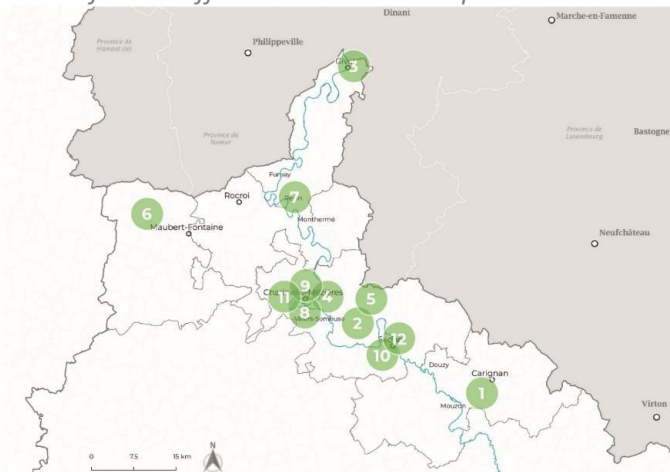 Dinant
Marche-en-Famenne
Philippeville
Province de
Hainaut (le)
3
Province de
Namur
Province de
Luxembourg
Bastogne
Fumay
Rocroi
7
6
Monthermé
Maubert-Fontaine
Neufchâteau
9
11
4
5
8
2
12
10
Douzy
Carignan
1
Mouzon
Virton
0 7.5 15 km
N